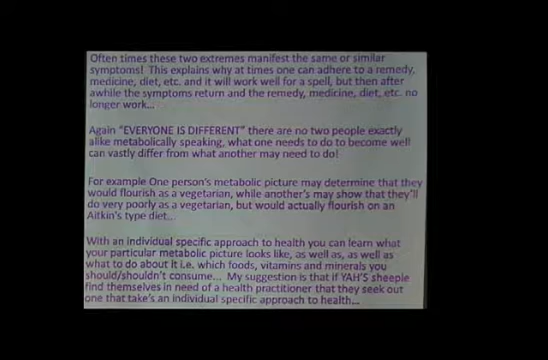 Often times these two extremes manifest the same or similar
symptoms!  This explains why at times one can adhere to a remedy,
medicine, diet, etc. and it will work well for a spell, but then after
awhile the symptoms return and the remedy, medicine, diet, etc. no
longer work...
Again "EVERYONE IS DIFFERENT" there are no two people exactly
alike metabolically speaking, what one needs to do to become well
can vastly differ from what another may need to do!
For example One person's metabolic picture may determine that they
would flourish as a vegetarian, while another's may show that they'll
do very poorly as a vegetarian, but would actually flourish on an
Aitkin's type diet...
With an individual specific approach to health you can learn what
your particular metabolic picture looks like, as well as, as well as
what to do about it i.e. which foods, vitamins and minerals you
should/shouldn't consume...  My suggestion is that if YAH'S sheeple
find themselves in need of a health practitioner that they seek out
one that take's an individual specific approach to health...